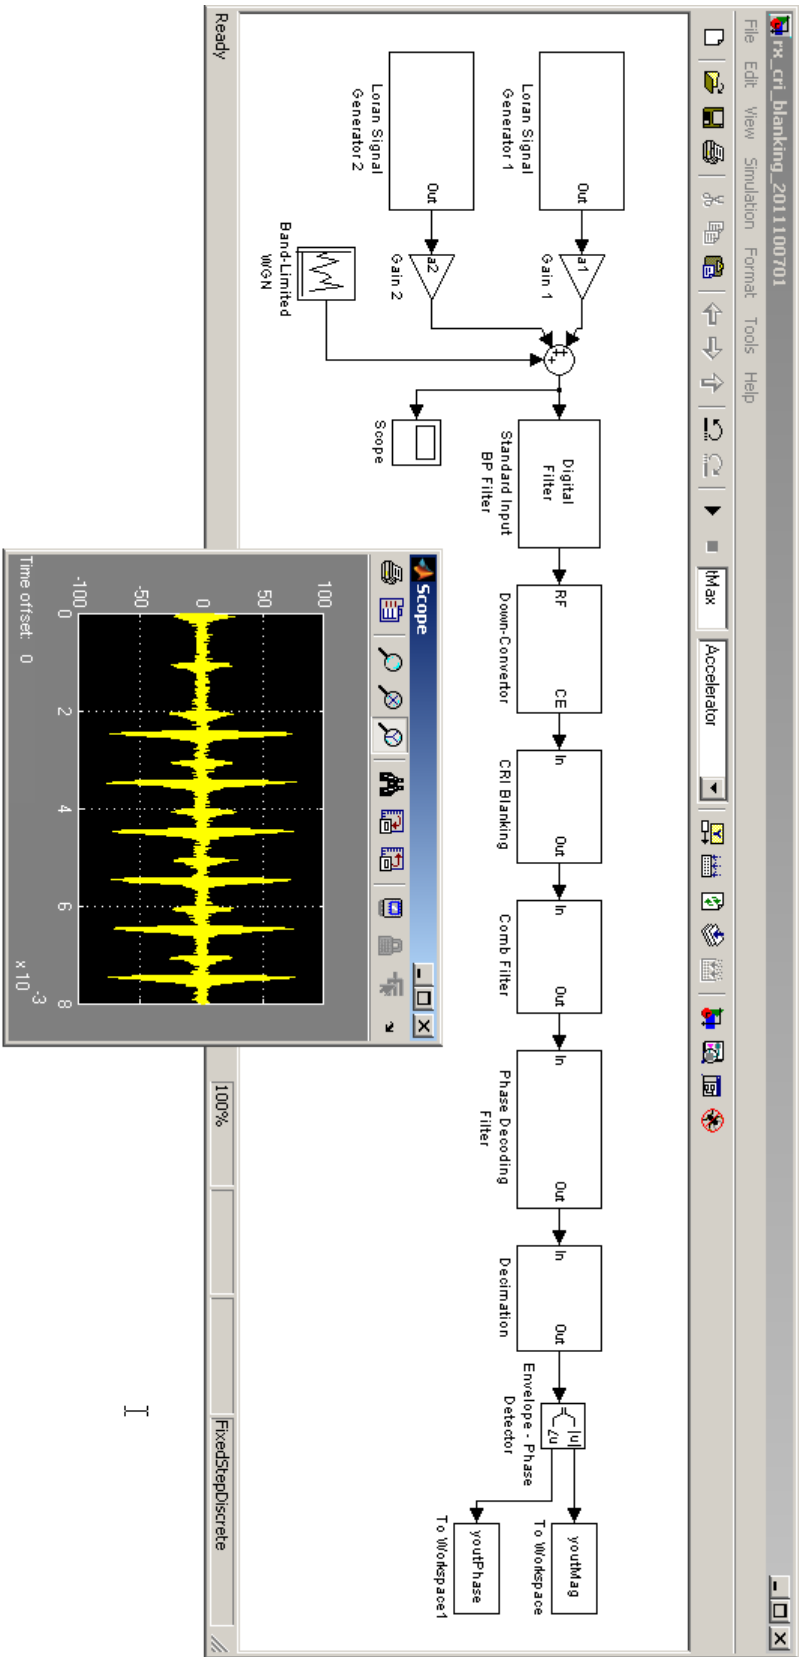 rx_cri_blanking_2011100701
File Edit View Simulation Format Tools Help
tMax
Accelerator
Loran Signal
Generator 1
Out
a1
Gain 1
Loran Signal
Generator 2
Out
a2
Gain 2
Band-Limited
WGN
Scope
Digital
Filter
Standard Input
BP Filter
RF
CE
Down-Convertor
In
Out
CRI Blanking
In
Out
Comb Filter
In
Out
Phase Decoding
Filter
In
Out
Decimation
|u|
∠u
Envelope - Phase
Detector
youtMag
To Workspace
youtPhase
To Workspace1
Scope
100
50
0
-50
-100
0
2
4
6
8
x 10
-3
Time offset: 0
Ready
100%
FixedStepDiscrete